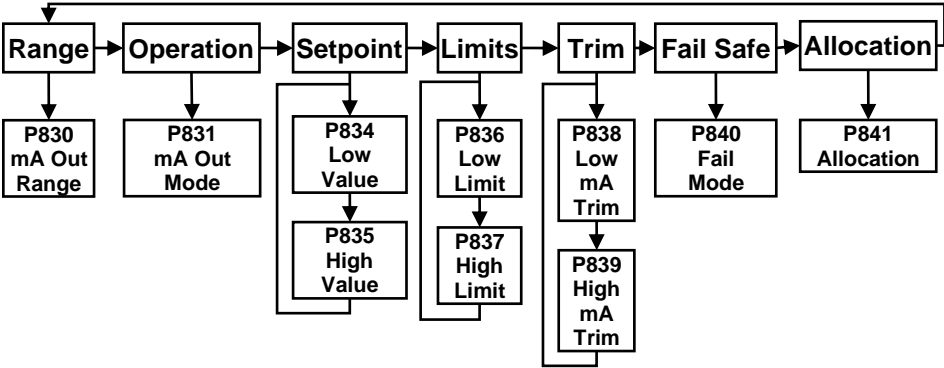 Range
Operation
Setpoint
Limits
Trim
Fail Safe
Allocation
P830
mA Out
Range
P831
mA Out
Mode
P834
Low
Value
P835
High
Value
P836
Low
Limit
P837
High
Limit
P838
Low
mA
Trim
P839
High
mA
Trim
P840
Fail
Mode
P841
Allocation